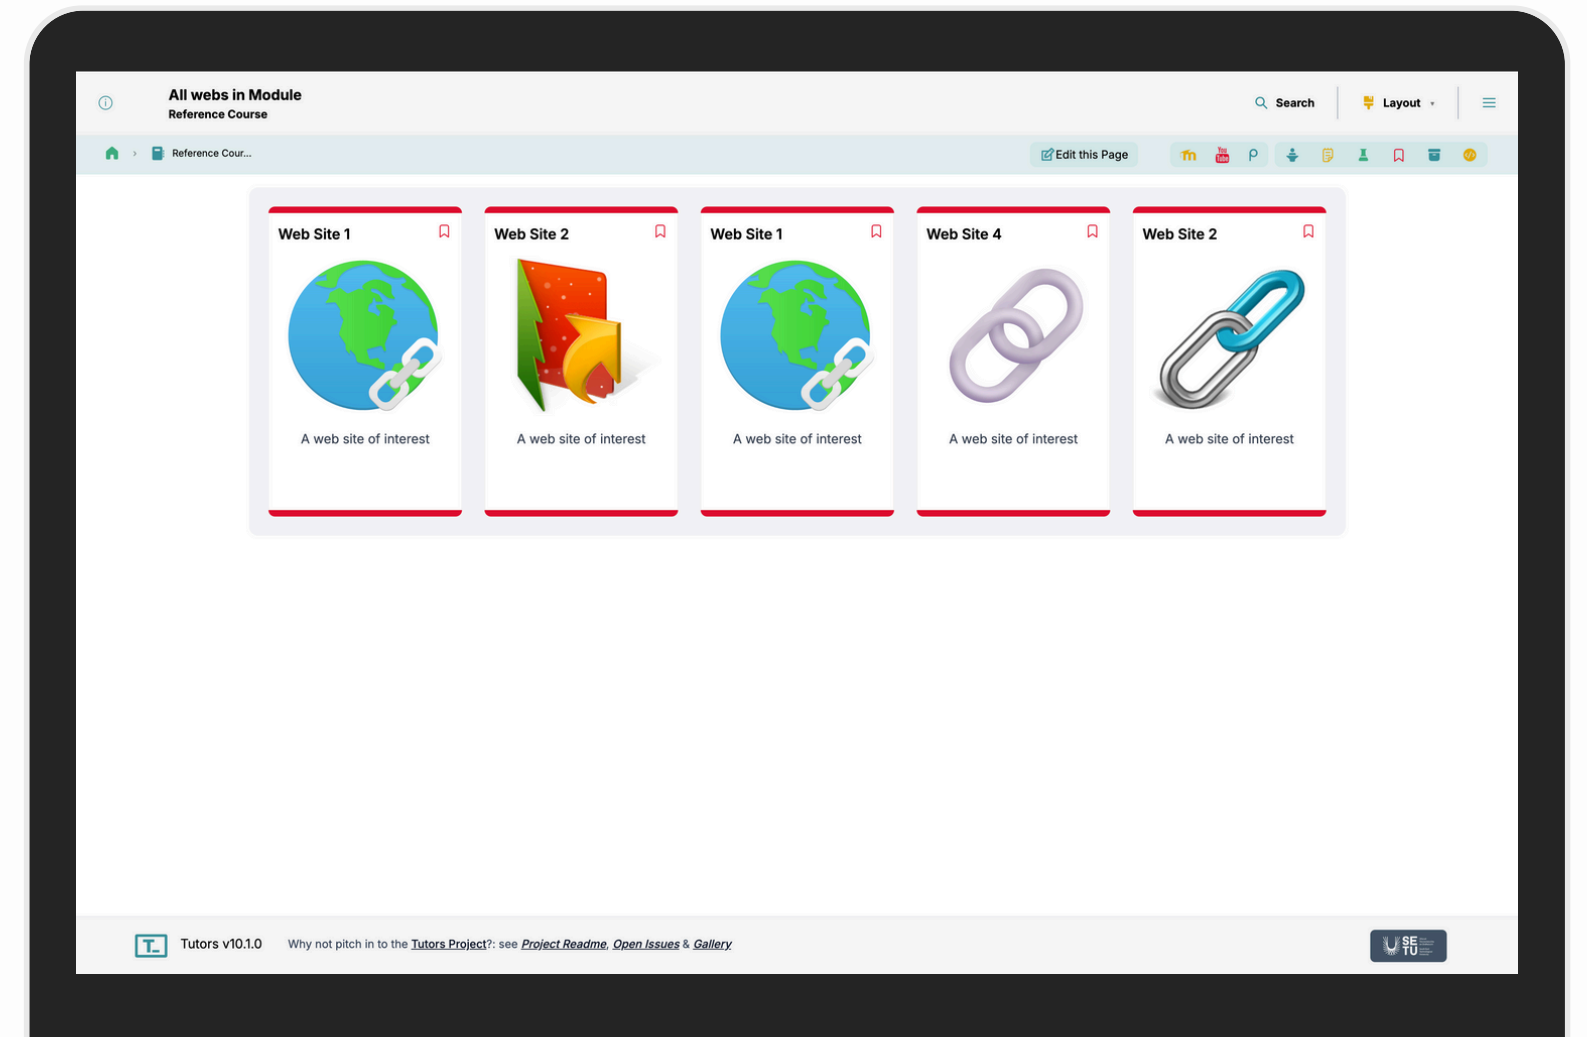 All webs in Module
Reference Course
Search
Layout
Reference Cour...
Edit this Page
You
Tube
Web Site 1
Web Site 2
Web Site 1
Web Site 4
Web Site 2
A web site of interest
A web site of interest
A web site of interest
A web site of interest
A web site of interest
T_
Tutors v10.1.0
Why not pitch in to the Tutors Project?: see Project Readme, Open Issues & Gallery
SE
TU